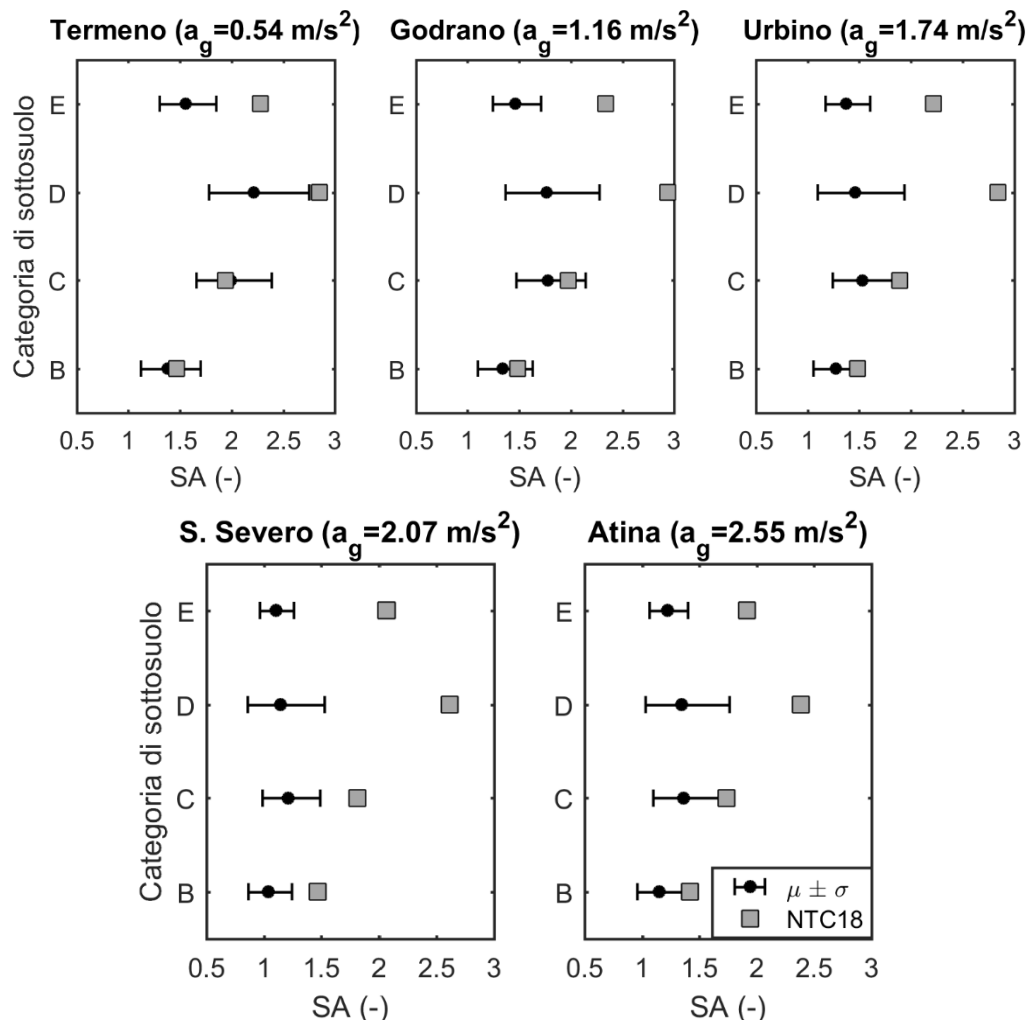 Termeno (a_g=0.54 m/s²)
Categoria di sottosuolo
E
D
C
B
0.5 1 1.5 2 2.5 3
SA (-)
Godrano (a_g=1.16 m/s²)
E
D
C
B
0.5 1 1.5 2 2.5 3
SA (-)
Urbino (a_g=1.74 m/s²)
E
D
C
B
0.5 1 1.5 2 2.5 3
SA (-)
S. Severo (a_g=2.07 m/s²)
Categoria di sottosuolo
E
D
C
B
0.5 1 1.5 2 2.5 3
SA (-)
Atina (a_g=2.55 m/s²)
E
D
C
B
μ ± σ
NTC18
0.5 1 1.5 2 2.5 3
SA (-)